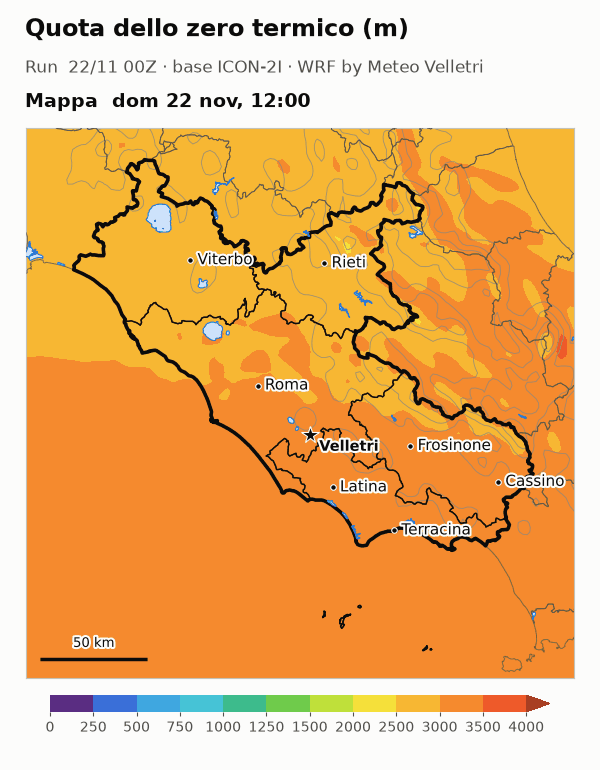 Quota dello zero termico (m)
Run  22/11 00Z · base ICON-2I · WRF by Meteo Velletri
Mappa  dom 22 nov, 12:00
Viterbo
Rieti
Roma
Velletri
Frosinone
Cassino
Latina
Terracina
50 km
0 250 500 750 1000 1250 1500 2000 2500 3000 3500 4000